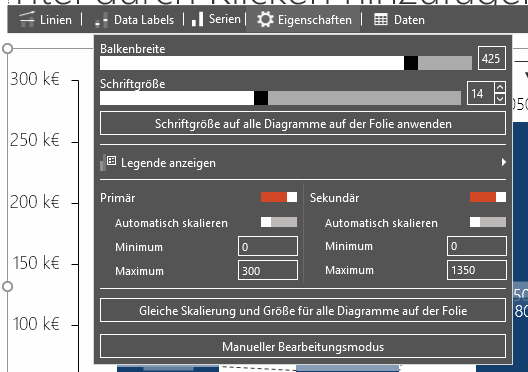 Linien
Data Labels
Serien
Eigenschaften
Daten
Balkenbreite
425
300 k€
Schriftgröße
14
Schriftgröße auf alle Diagramme auf der Folie anwenden
250 k€
Legende anzeigen
200 k€
Primär
Sekundär
Automatisch skalieren
Automatisch skalieren
Minimum
0
Minimum
0
150 k€
Maximum
300
Maximum
1350
Gleiche Skalierung und Größe für alle Diagramme auf der Folie
100 k€
Manueller Bearbeitungsmodus